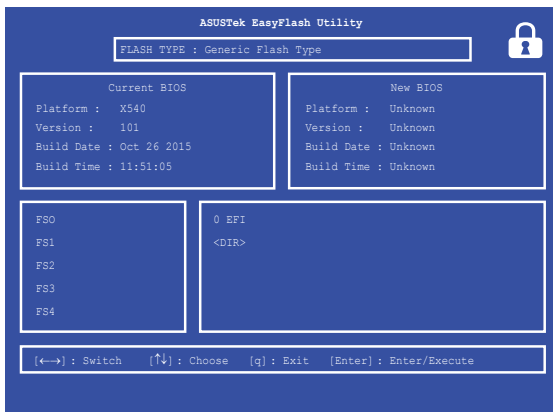 ASUSTek EasyFlash Utility
FLASH TYPE : Generic Flash Type
Current BIOS
Platform : X540
Version : 101
Build Date : Oct 26 2015
Build Time : 11:51:05
New BIOS
Platform : Unknown
Version : Unknown
Build Date : Unknown
Build Time : Unknown
FS0
FS1
FS2
FS3
FS4
0 EFI
<DIR>
[←→] : Switch [↑↓] : Choose [q] : Exit [Enter] : Enter/Execute